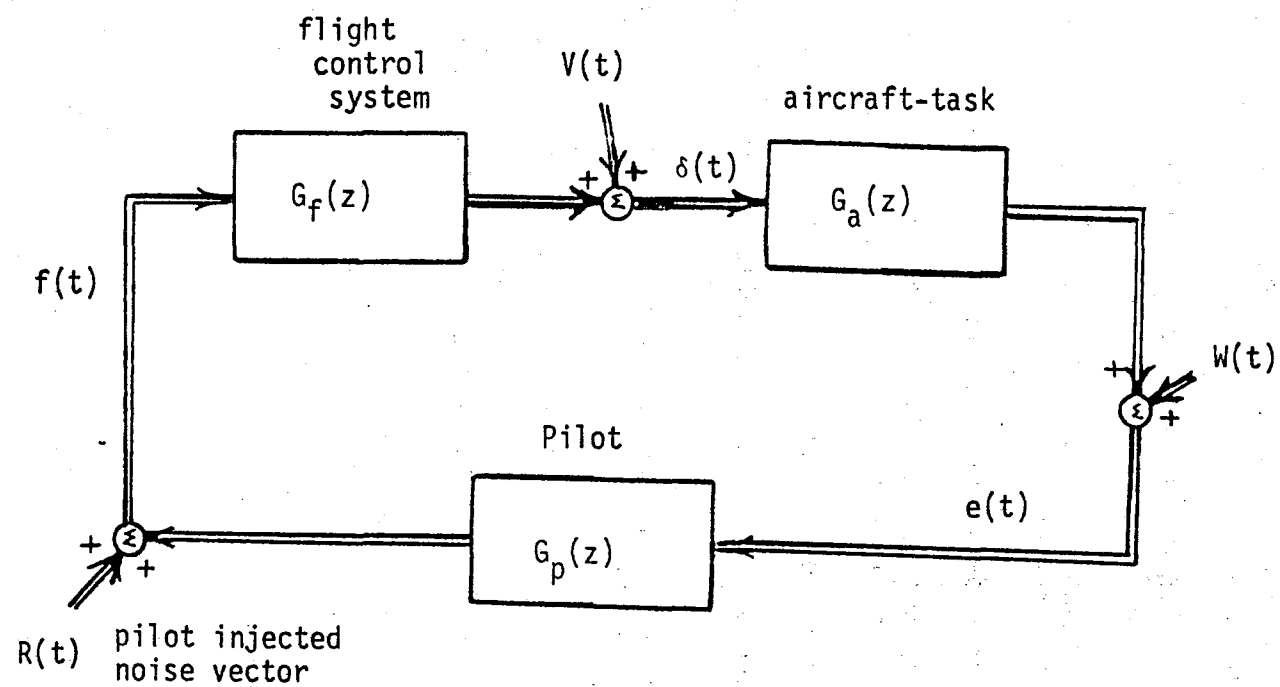 flight
control
system
V(t)
aircraft-task
+
+
δ(t)
G_f(z)
Σ
G_a(z)
f(t)
+
W(t)
Σ
+
Pilot
e(t)
+
Σ
+
G_p(z)
R(t)
pilot injected
noise vector